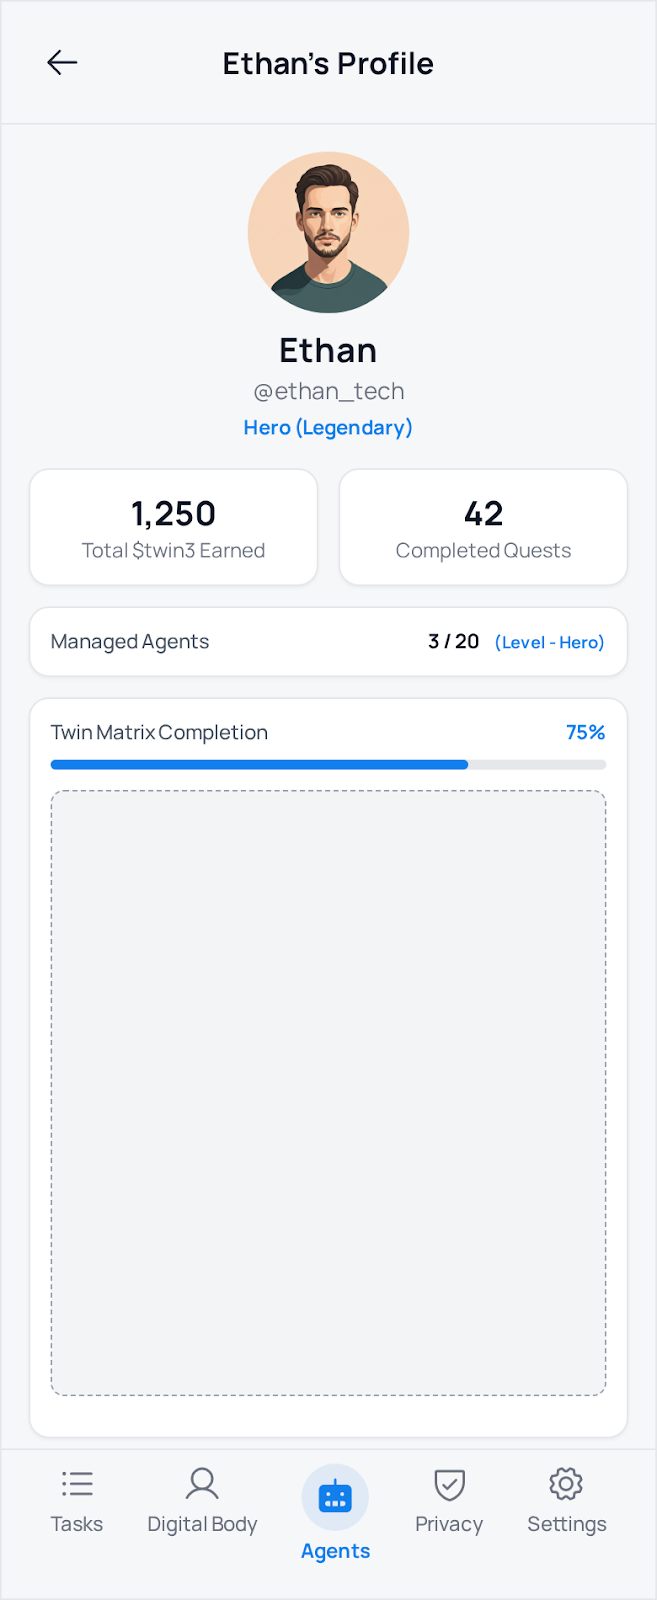 Ethan's Profile
Ethan
@ethan_tech
Hero (Legendary)
1,250
Total $twin3 Earned
42
Completed Quests
Managed Agents
3 / 20 (Level - Hero)
Twin Matrix Completion
75%
Tasks
Digital Body
Agents
Privacy
Settings